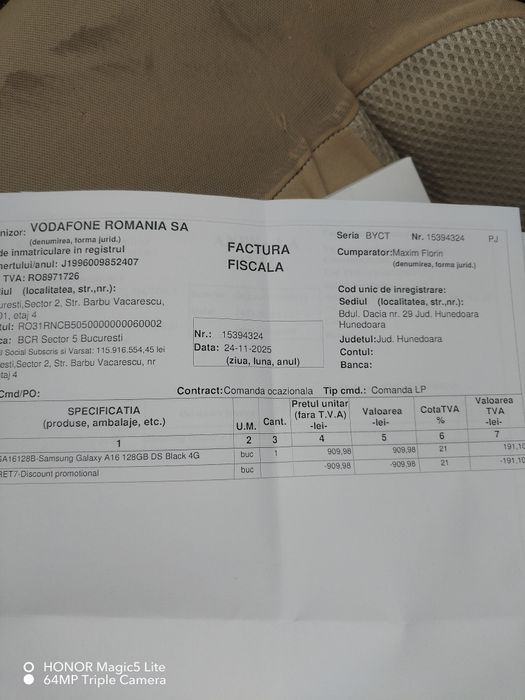 nizor: VODAFONE ROMANIA SA
(denumirea, forma jurid.)
de inmatriculare in registrul
nertului/anul: J1996009852407
TVA: RO8971726
diul (localitatea, str.,nr.):
uresti,Sector 2, Str. Barbu Vacarescu,
01, etaj 4
tul: RO31RNCB5050000000060002
ca: BCR Sector 5 Bucuresti
l Social Subscris si Varsat: 115.916.554,45 lei
esti,Sector 2, Str. Barbu Vacarescu, nr
taj 4
FACTURA
FISCALA
Nr.: 15394324
Data: 24-11-2025
(ziua, luna, anul)
Seria BYCT Nr. 15394324 PJ
Cumparator:Maxim Florin
(denumirea, forma jurid.)
Cod unic de inregistrare:
Sediul (localitatea, str.,nr.):
Bdul. Dacia nr. 29 Jud. Hunedoara
Hunedoara
Judetul:Jud. Hunedoara
Contul:
Banca:
Cmd/PO: Contract:Comanda ocazionala Tip cmd.: Comanda LP
SPECIFICATIA
(produse, ambalaje, etc.)
U.M.
Cant.
Pretul unitar
(fara T.V.A)
-lei-
Valoarea
-lei-
CotaTVA
%
Valoarea
TVA
-lei-
1 2 3 4 5 6 7
SA16128B-Samsung Galaxy A16 128GB DS Black 4G buc 1 909,98 909,98 21 191,10
RET7-Discount promotional buc -909,98 -909,98 21 -191,10
HONOR Magic5 Lite
64MP Triple Camera